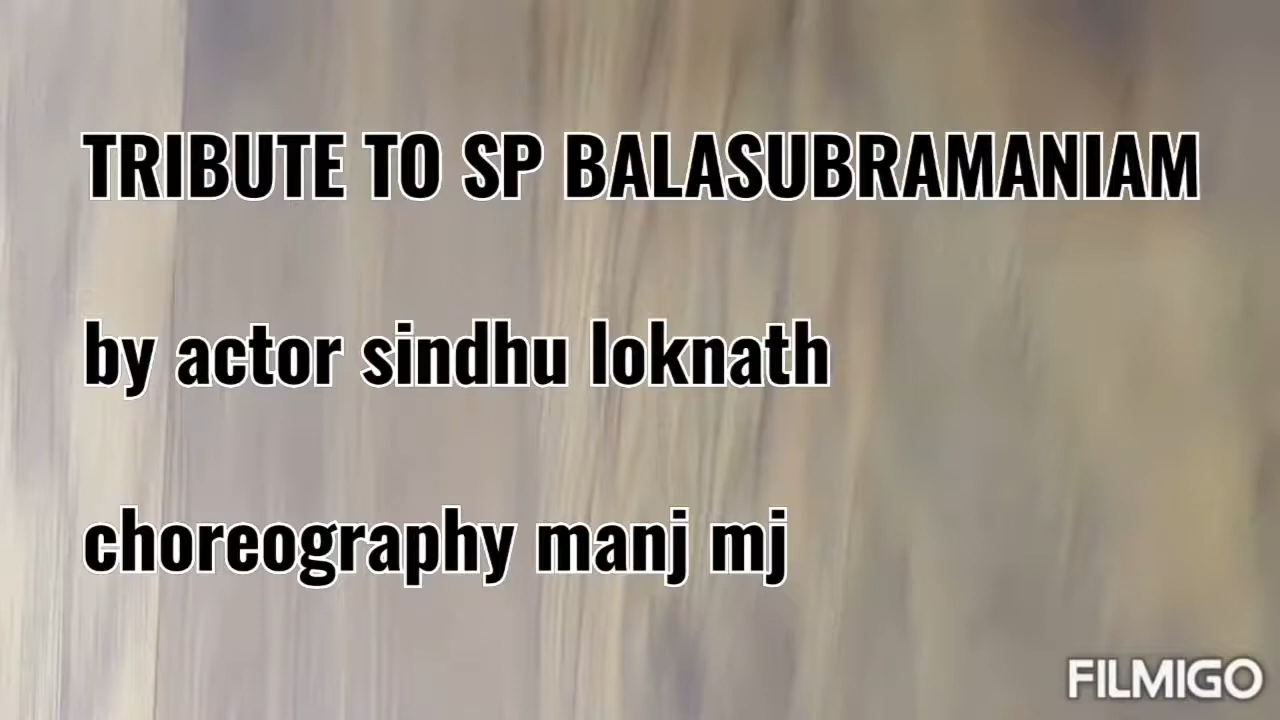 TRIBUTE TO SP BALASUBRAMANIAM
by actor sindhu loknath
choreography manj mj
FILMIGO